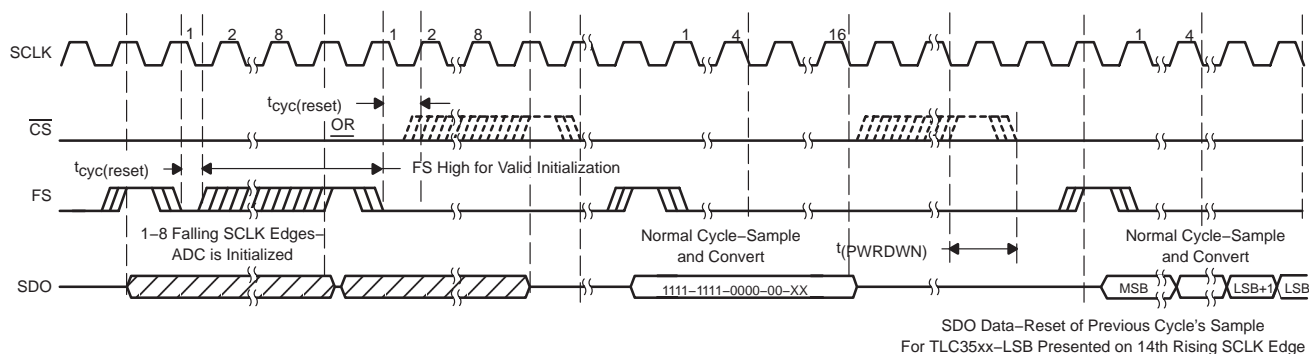 1 2 8 1 2 8 1 4 16 1 4
SCLK
tcyc(reset)
CS
OR
tcyc(reset)
FS High for Valid Initialization
FS
1–8 Falling SCLK Edges–
ADC is Initialized
Normal Cycle–Sample
and Convert
t(PWRDWN)
Normal Cycle–Sample
and Convert
SDO
1111–1111–0000–00–XX
MSB
LSB+1
LSB
SDO Data–Reset of Previous Cycle's Sample
For TLC35xx–LSB Presented on 14th Rising SCLK Edge